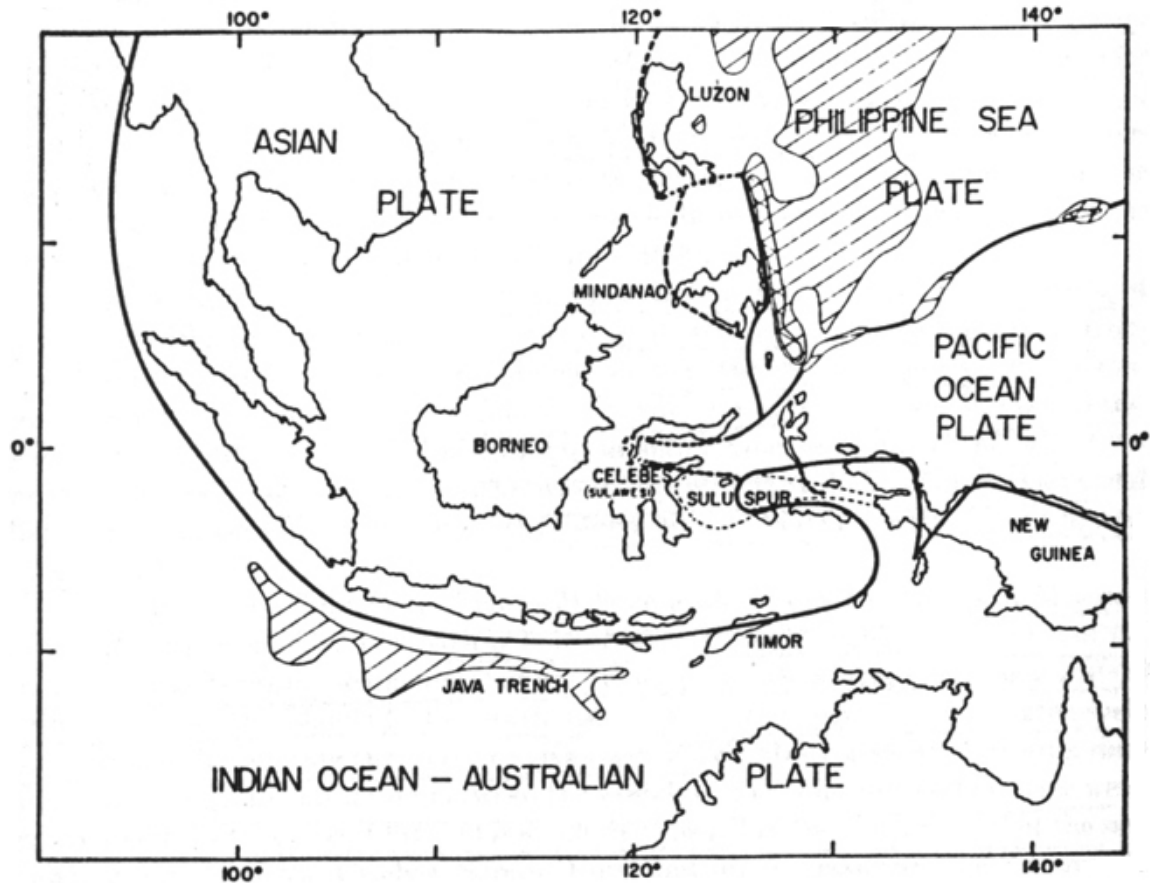 100°
120°
140°
LUZON
ASIAN
PLATE
PHILIPPINE SEA
PLATE
MINDANAO
PACIFIC
OCEAN
PLATE
0°
0°
BORNEO
CELEBES
(SULAWESI)
SULU SPUR
NEW
GUINEA
TIMOR
JAVA TRENCH
INDIAN OCEAN – AUSTRALIAN PLATE
100°
120°
140°